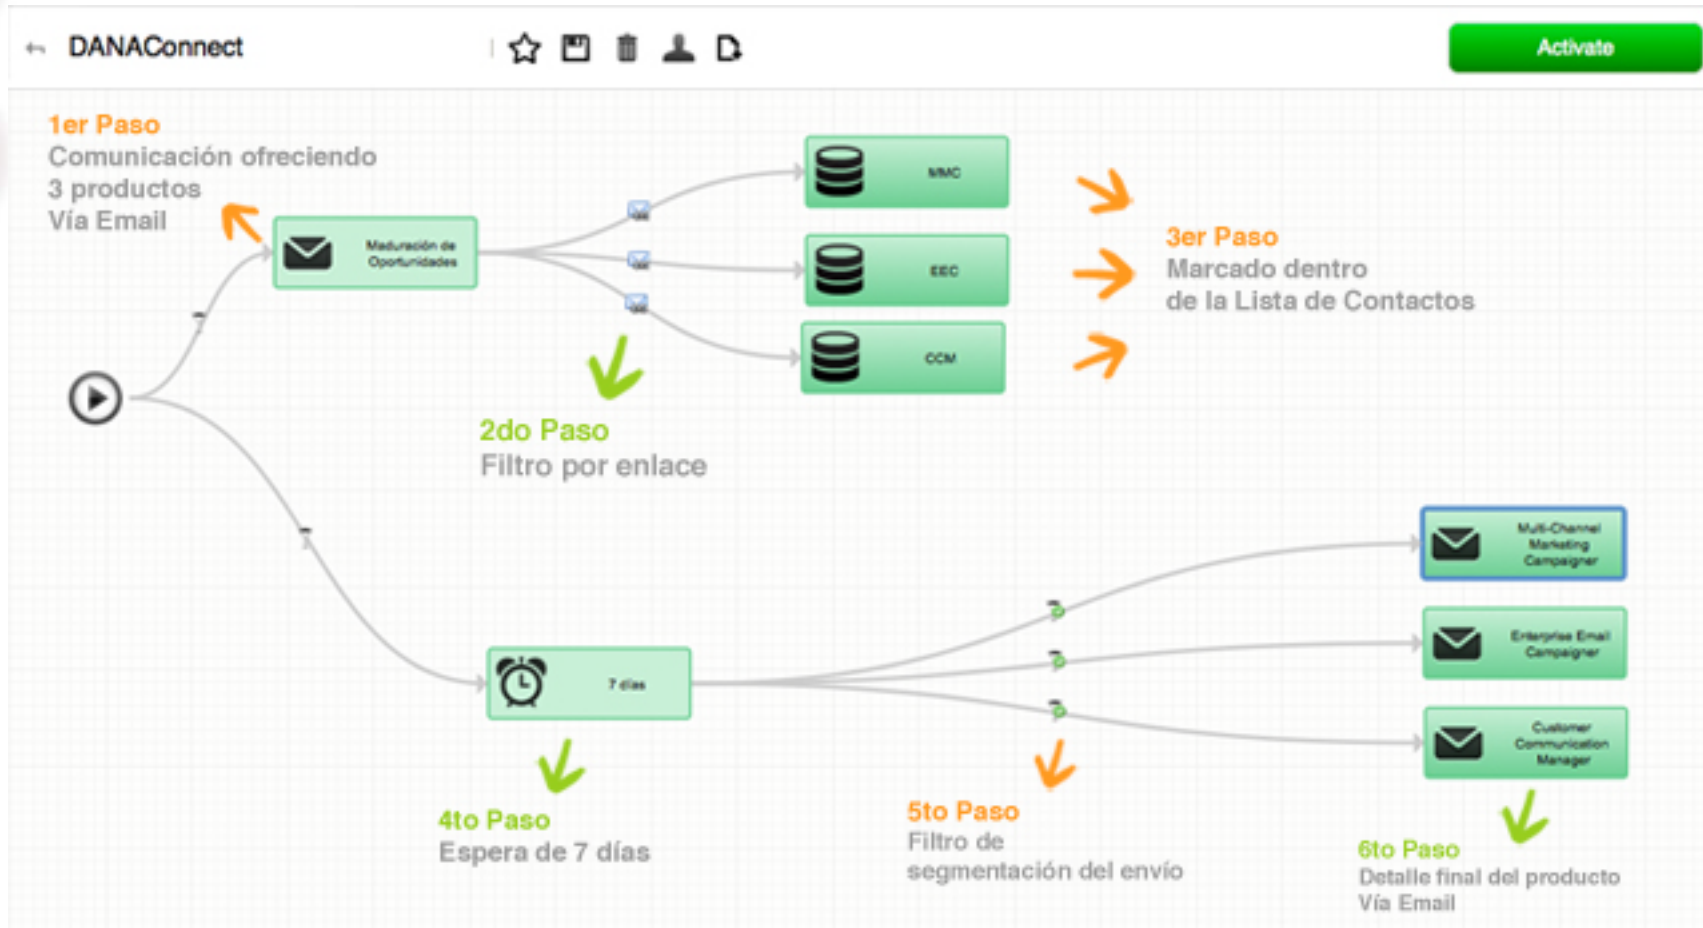 DANAConnect
Activate
1er Paso
Comunicación ofreciendo
3 productos
Vía Email
Maduración de
Oportunidades
MMC
EEC
CCM
3er Paso
Marcado dentro
de la Lista de Contactos
2do Paso
Filtro por enlace
7 días
Multi-Channel
Marketing
Campaigner
Enterprise Email
Campaigner
Customer
Communication
Manager
4to Paso
Espera de 7 días
5to Paso
Filtro de
segmentación del envío
6to Paso
Detalle final del producto
Vía Email